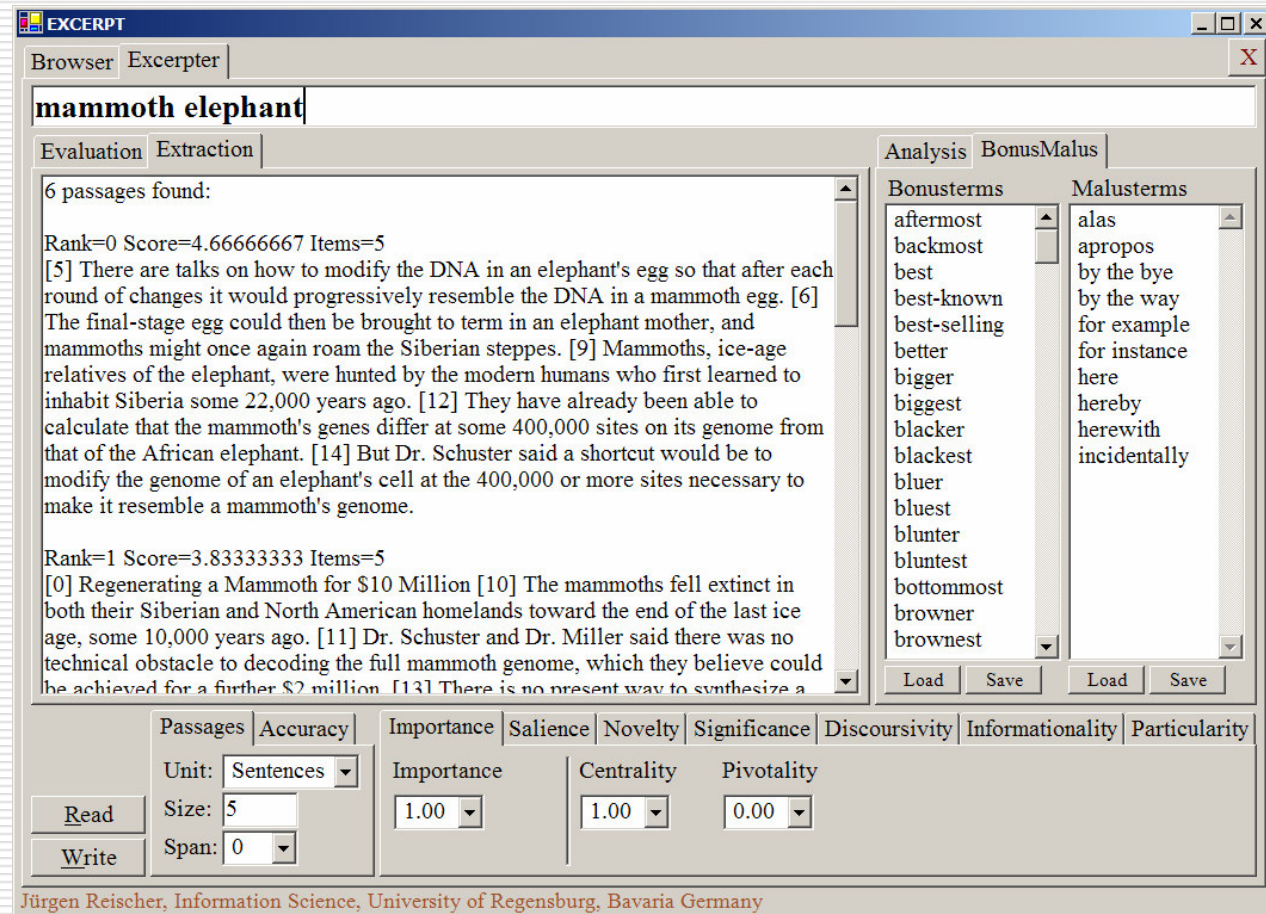 EXCERPT
Browser Excerpter X
mammoth elephant
Evaluation Extraction
6 passages found:
Rank=0 Score=4.66666667 Items=5
[5] There are talks on how to modify the DNA in an elephant's egg so that after each
round of changes it would progressively resemble the DNA in a mammoth egg. [6]
The final-stage egg could then be brought to term in an elephant mother, and
mammoths might once again roam the Siberian steppes. [9] Mammoths, ice-age
relatives of the elephant, were hunted by the modern humans who first learned to
inhabit Siberia some 22,000 years ago. [12] They have already been able to
calculate that the mammoth's genes differ at some 400,000 sites on its genome from
that of the African elephant. [14] But Dr. Schuster said a shortcut would be to
modify the genome of an elephant's cell at the 400,000 or more sites necessary to
make it resemble a mammoth's genome.
Rank=1 Score=3.83333333 Items=5
[0] Regenerating a Mammoth for $10 Million [10] The mammoths fell extinct in
both their Siberian and North American homelands toward the end of the last ice
age, some 10,000 years ago. [11] Dr. Schuster and Dr. Miller said there was no
technical obstacle to decoding the full mammoth genome, which they believe could
be achieved for a further $2 million. [13] There is no present way to synthesize a
Analysis BonusMalus
Bonusterms
aftermost
backmost
best
best-known
best-selling
better
bigger
biggest
blacker
blackest
bluer
bluest
blunter
bluntest
bottommost
browner
brownest
Load Save
Malusterms
alas
apropos
by the bye
by the way
for example
for instance
here
hereby
herewith
incidentally
Load Save
Read
Write
Passages Accuracy
Unit: Sentences
Size: 5
Span: 0
Importance Salience Novelty Significance Discoursivity Informationality Particularity
Importance Centrality Pivotality
1.00 1.00 0.00
Jürgen Reischer, Information Science, University of Regensburg, Bavaria Germany